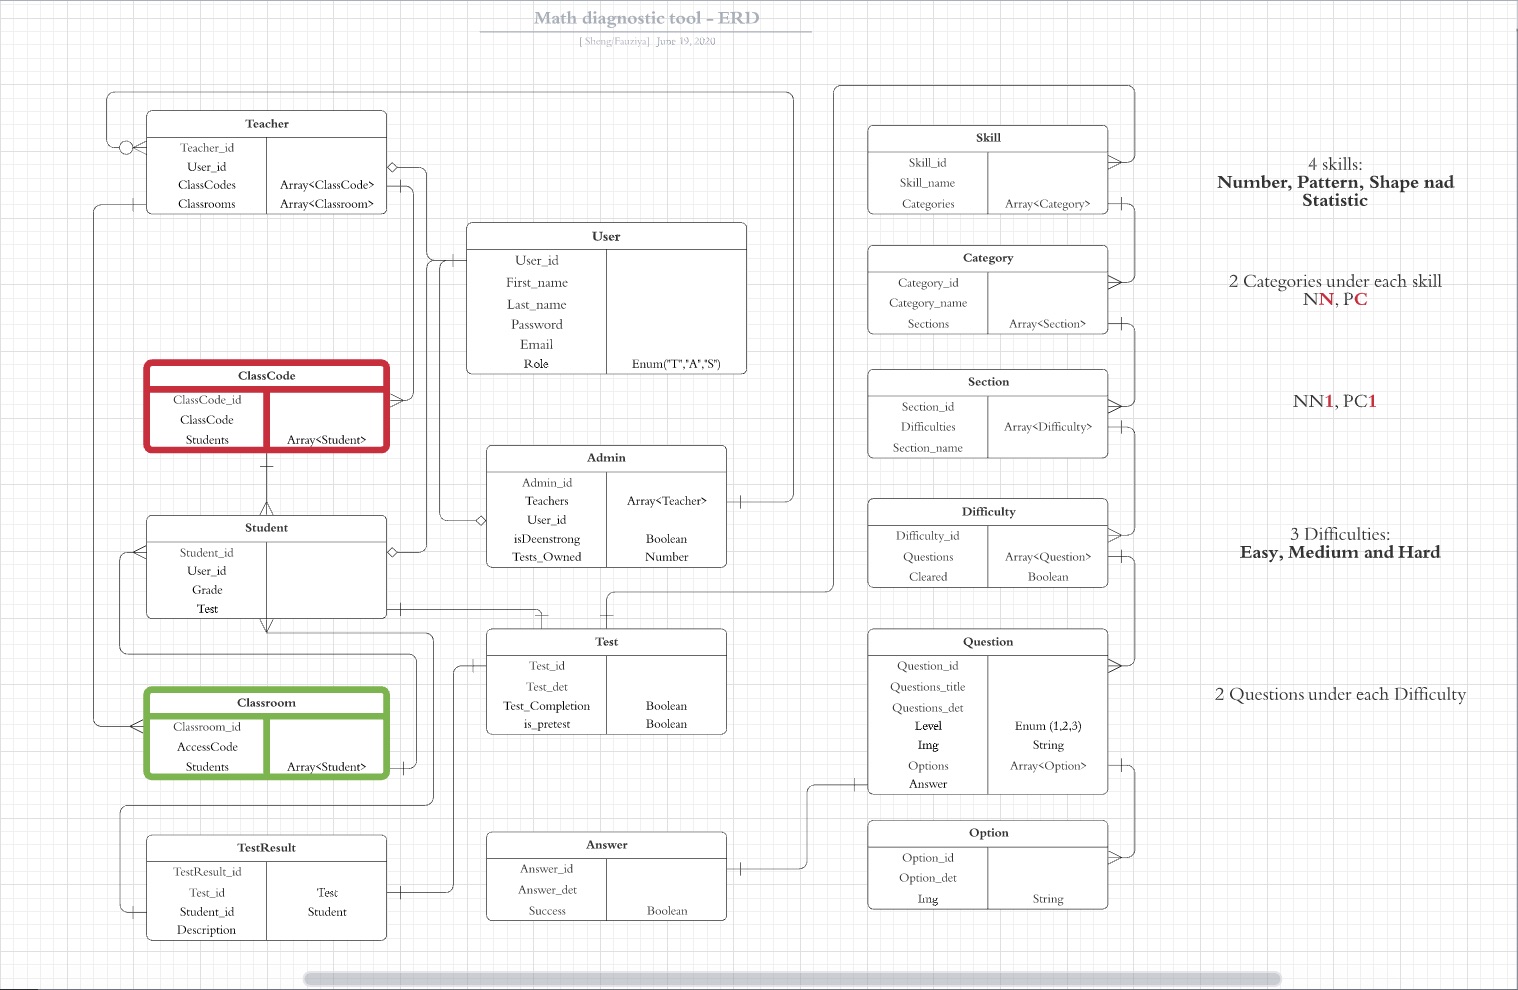 Math diagnostic tool - ERD
[ Sheng/Fauziya] June 19, 2020
Teacher
Teacher_id
User_id
ClassCodes Array<ClassCode>
Classrooms Array<Classroom>
User
User_id
First_name
Last_name
Password
Email
Role Enum("T","A","S")
ClassCode
ClassCode_id
ClassCode
Students Array<Student>
Admin
Admin_id
Teachers Array<Teacher>
User_id
isDeenstrong Boolean
Tests_Owned Number
Student
Student_id
User_id
Grade
Test
Test
Test_id
Test_det
Test_Completion Boolean
is_pretest Boolean
Classroom
Classroom_id
AccessCode
Students Array<Student>
TestResult
TestResult_id
Test_id Test
Student_id Student
Description
Answer
Answer_id
Answer_det
Success Boolean
Skill
Skill_id
Skill_name
Categories Array<Category>
Category
Category_id
Category_name
Sections Array<Section>
Section
Section_id
Difficulties Array<Difficulty>
Section_name
Difficulty
Difficulty_id
Questions Array<Question>
Cleared Boolean
Question
Question_id
Questions_title
Questions_det
Level Enum (1,2,3)
Img String
Options Array<Option>
Answer
Option
Option_id
Option_det
Img String
4 skills:
Number, Pattern, Shape nad
Statistic
2 Categories under each skill
NN, PC
NN1, PC1
3 Difficulties:
Easy, Medium and Hard
2 Questions under each Difficulty